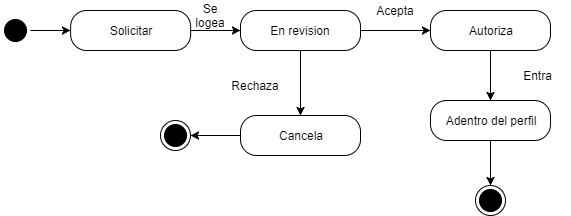 Solicitar
Se
logea
En revision
Acepta
Autoriza
Rechaza
Entra
Cancela
Adentro del perfil